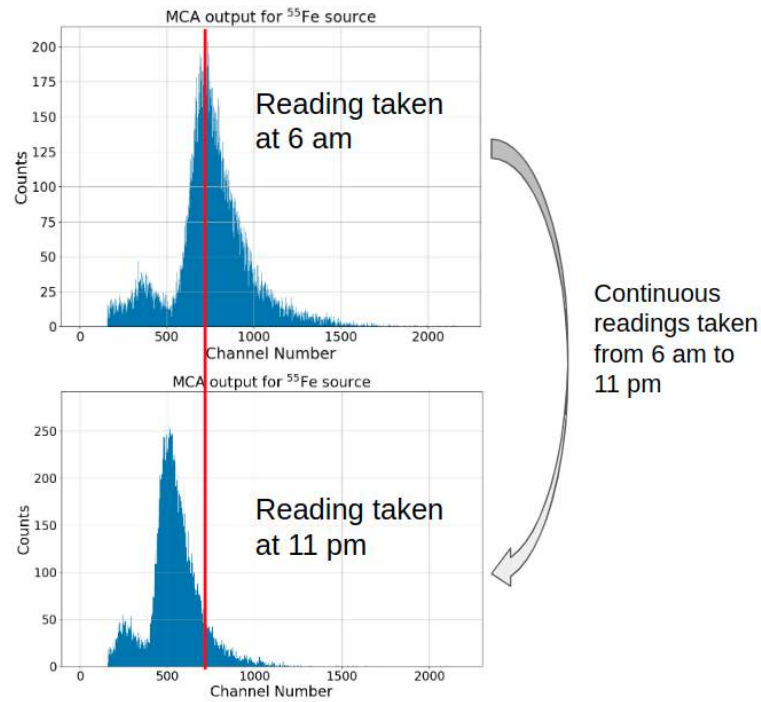 MCA output for ⁵⁵Fe source
200
175
150
125
100
75
50
25
0
Counts
Reading taken
at 6 am
0 500 1000 1500 2000
Channel Number
Continuous
readings taken
from 6 am to
11 pm
MCA output for ⁵⁵Fe source
250
200
150
100
50
0
Counts
Reading taken
at 11 pm
0 500 1000 1500 2000
Channel Number